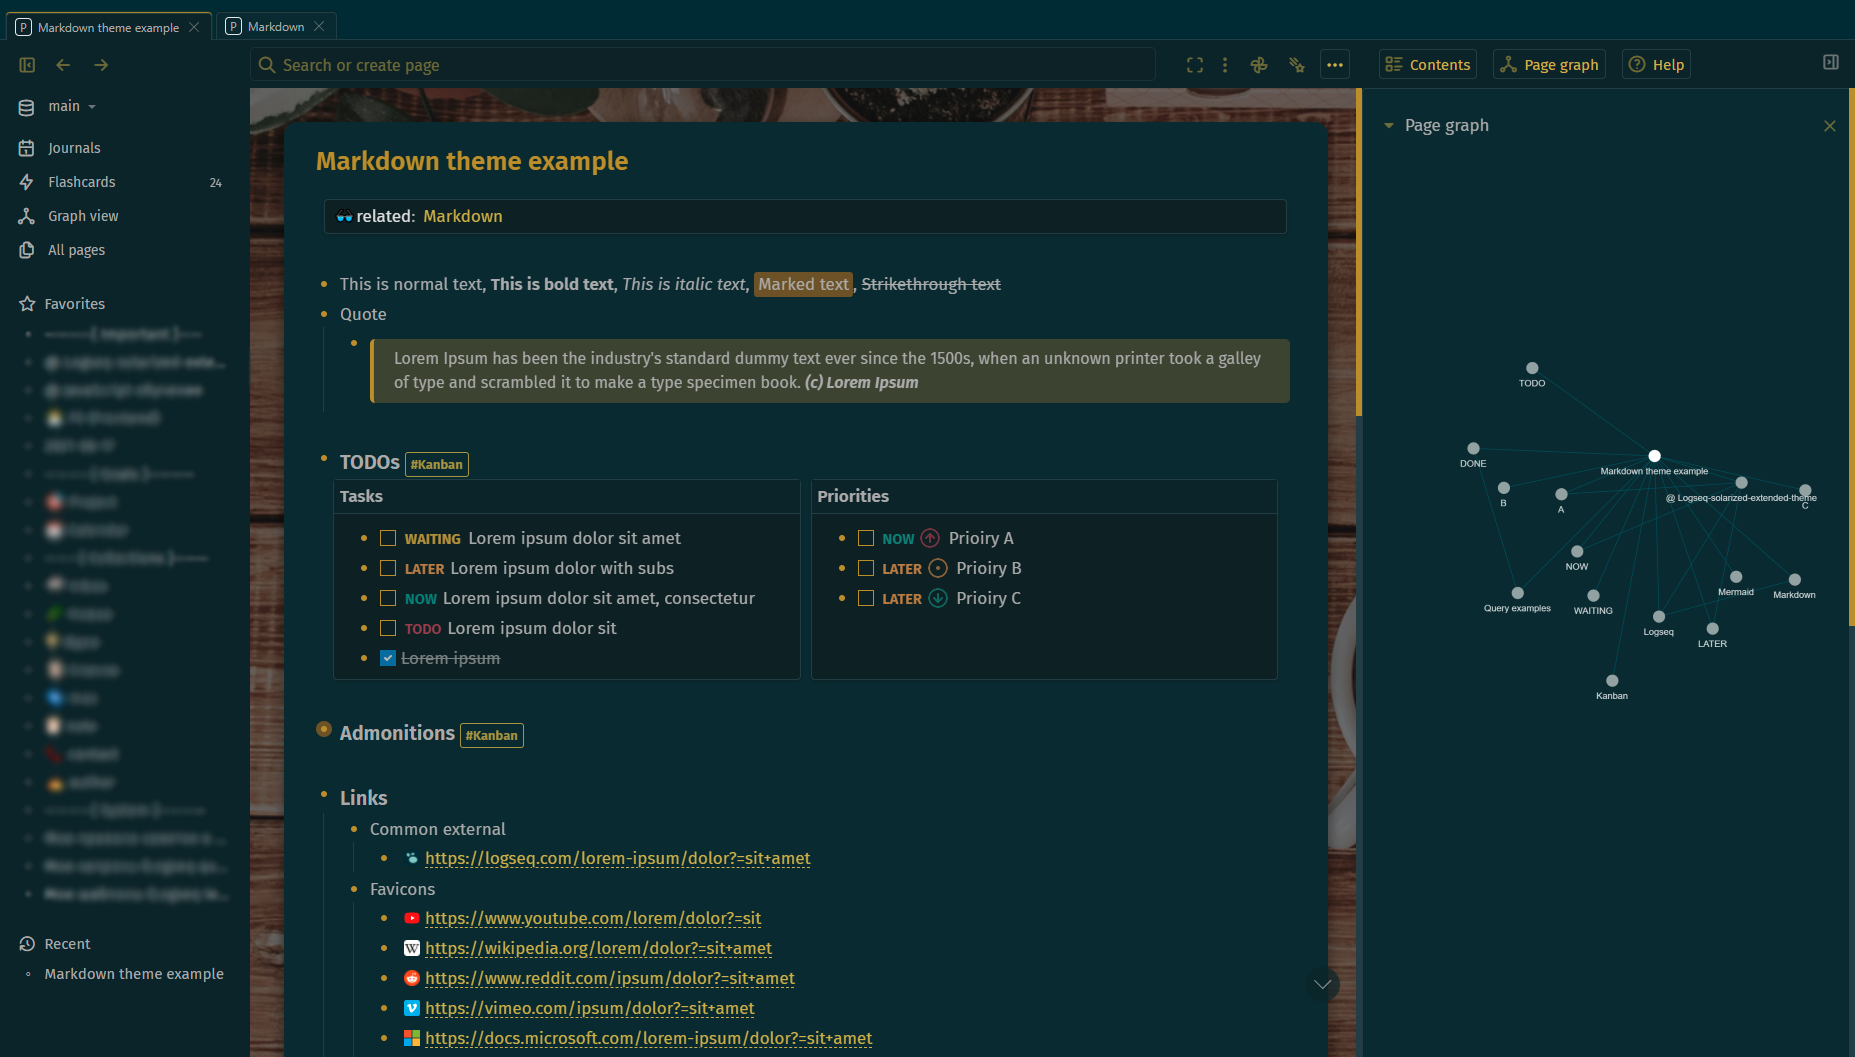 Markdown theme example
Markdown
Search or create page
Contents
Page graph
Help
main
Journals
Flashcards 24
Graph view
All pages
Favorites
Recent
Markdown theme example
Markdown theme example
related: Markdown
This is normal text, This is bold text, This is italic text, Marked text, Strikethrough text
Quote
Lorem Ipsum has been the industry's standard dummy text ever since the 1500s, when an unknown printer took a galley
of type and scrambled it to make a type specimen book. (c) Lorem Ipsum
TODOs #Kanban
Tasks
WAITING Lorem ipsum dolor sit amet
LATER Lorem ipsum dolor with subs
NOW Lorem ipsum dolor sit amet, consectetur
TODO Lorem ipsum dolor sit
Lorem ipsum
Priorities
NOW Prioiry A
LATER Prioiry B
LATER Prioiry C
Admonitions #Kanban
Links
Common external
https://logseq.com/lorem-ipsum/dolor?=sit+amet
Favicons
https://www.youtube.com/lorem/dolor?=sit
https://wikipedia.org/lorem/dolor?=sit+amet
https://www.reddit.com/ipsum/dolor?=sit+amet
https://vimeo.com/ipsum/dolor?=sit+amet
https://docs.microsoft.com/lorem-ipsum/dolor?=sit+amet
Page graph
TODO
DONE
Markdown theme example
B
A
@ Logseq-solarized-extended-theme
C
NOW
Query examples
WAITING
Mermaid
Markdown
Logseq
LATER
Kanban